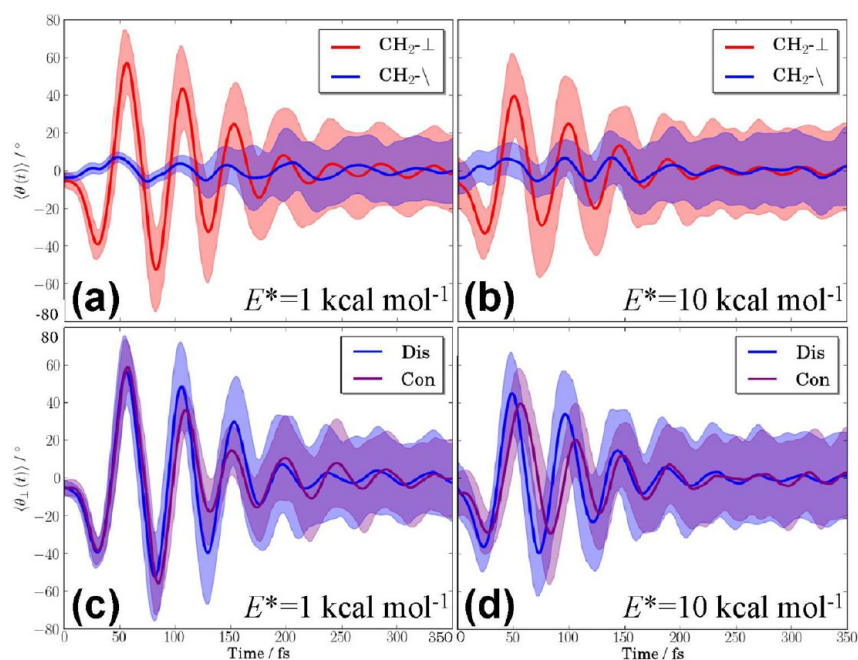 80
60
40
20
0
−20
−40
−60
-80
⟨θ(t)⟩ / °
CH₂-⊥
CH₂-\
(a)
E*=1 kcal mol⁻¹
CH₂-⊥
CH₂-\
(b)
E*=10 kcal mol⁻¹
80
60
40
20
0
−20
−40
−60
−80
⟨θ⊥(t)⟩ / °
Dis
Con
(c)
E*=1 kcal mol⁻¹
Dis
Con
(d)
E*=10 kcal mol⁻¹
0 50 100 150 200 250 300 350
Time / fs
0 50 100 150 200 250 300 350
Time / fs